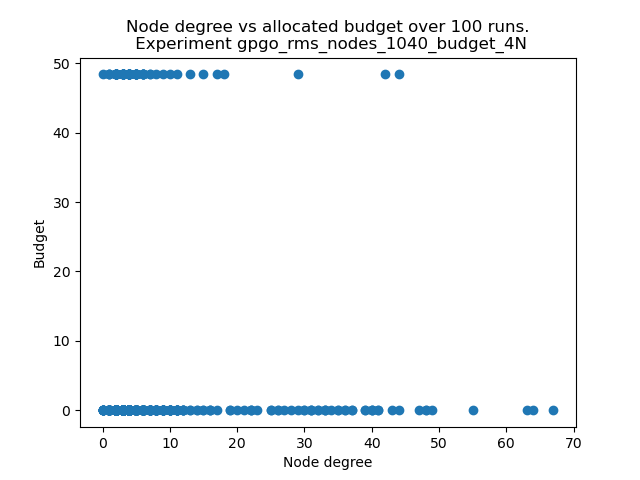 Node degree vs allocated budget over 100 runs.
Experiment gpgo_rms_nodes_1040_budget_4N
50
40
30
20
10
0
Budget
0 10 20 30 40 50 60 70
Node degree